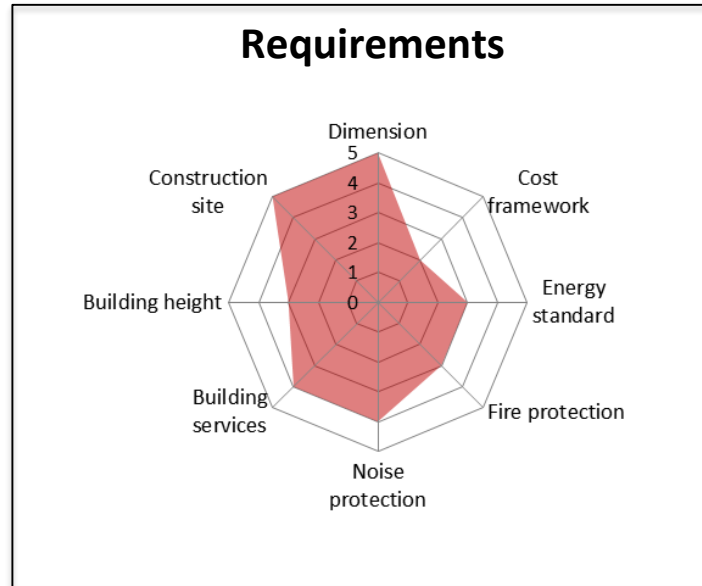 Requirements
Dimension
5
4
3
2
1
0
Cost
framework
Energy
standard
Fire protection
Noise
protection
Building
services
Building height
Construction
site